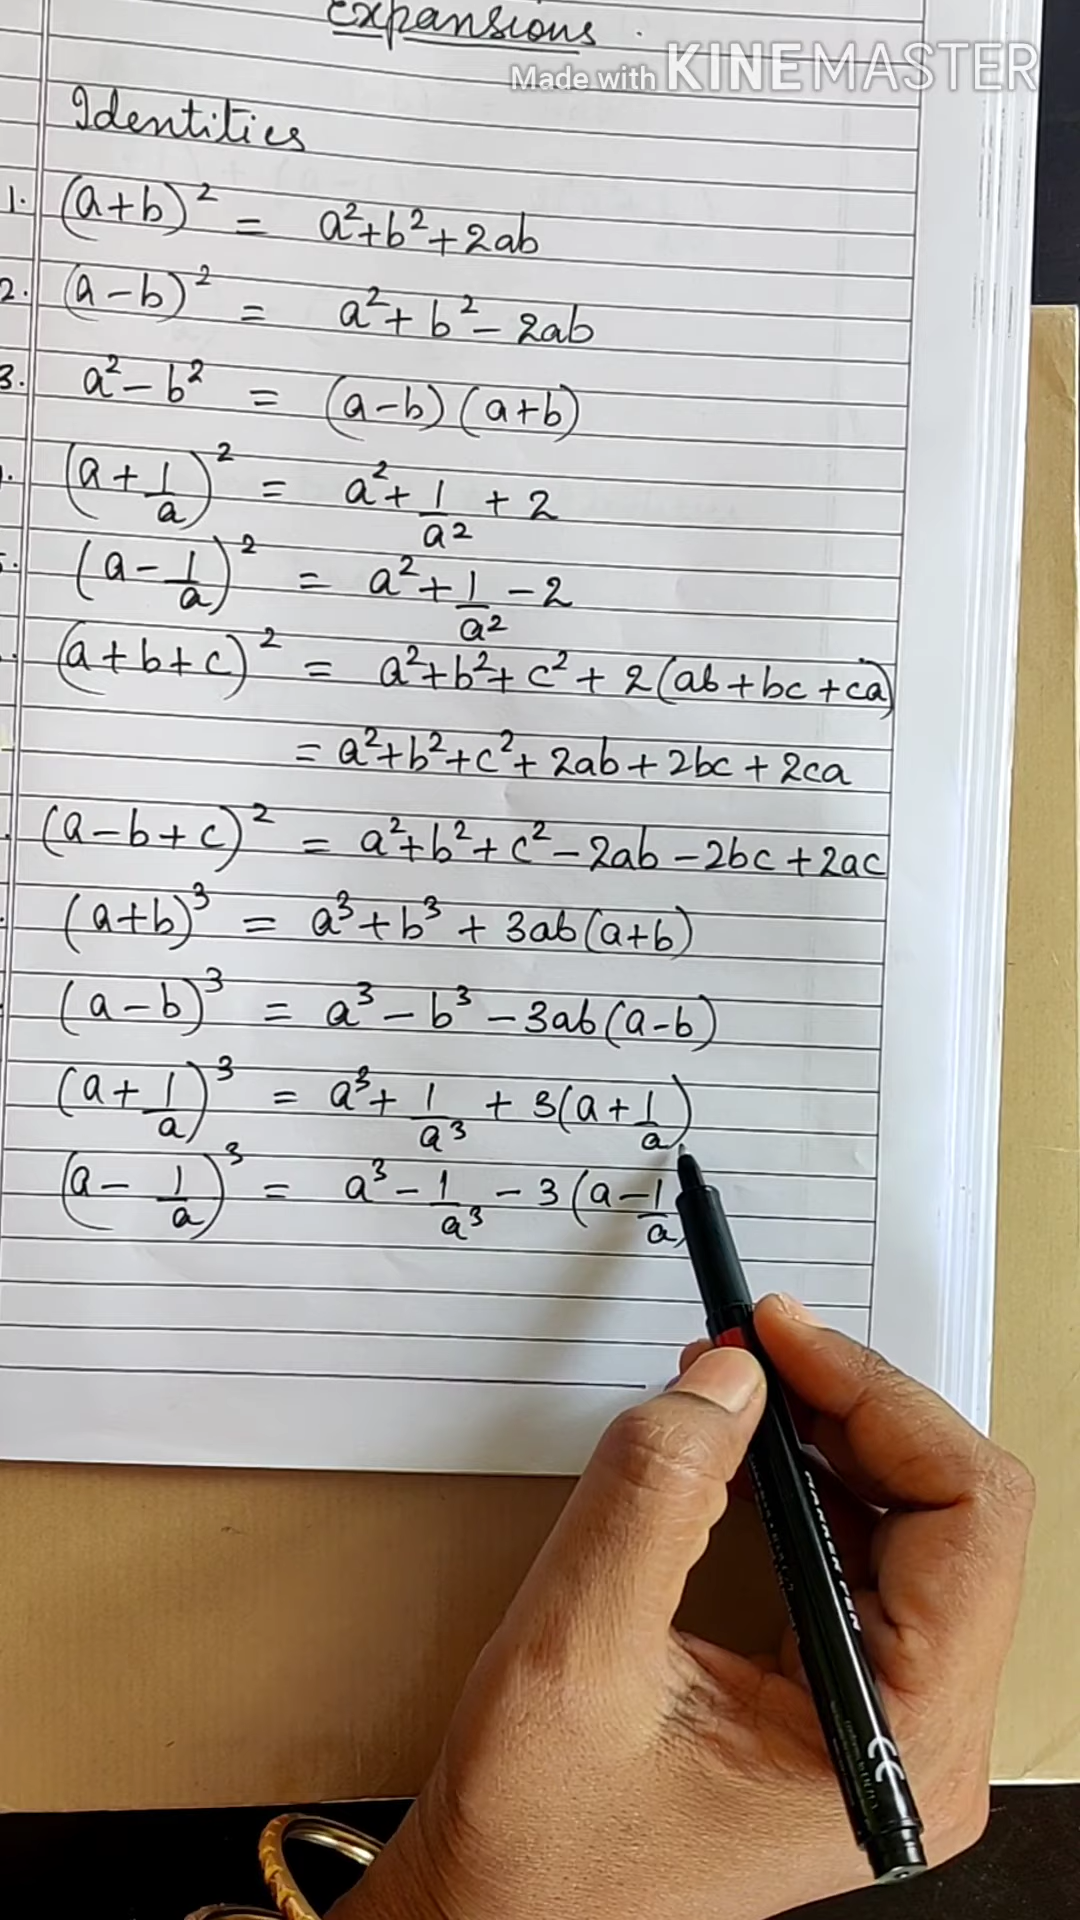 Expansions.
Made with KINEMASTER
Identities
1. (a+b)² = a²+b²+2ab
2. (a-b)² = a²+b²-2ab
3. a²-b² = (a-b)(a+b)
(a+1/a)² = a²+1/a²+2
(a-1/a)² = a²+1/a²-2
(a+b+c)² = a²+b²+c²+2(ab+bc+ca)
= a²+b²+c²+2ab+2bc+2ca
(a-b+c)² = a²+b²+c²-2ab-2bc+2ac
(a+b)³ = a³+b³+3ab(a+b)
(a-b)³ = a³-b³-3ab(a-b)
(a+1/a)³ = a³+1/a³+3(a+1/a)
(a-1/a)³ = a³-1/a³-3(a-1/a)
MARKER PEN
CE